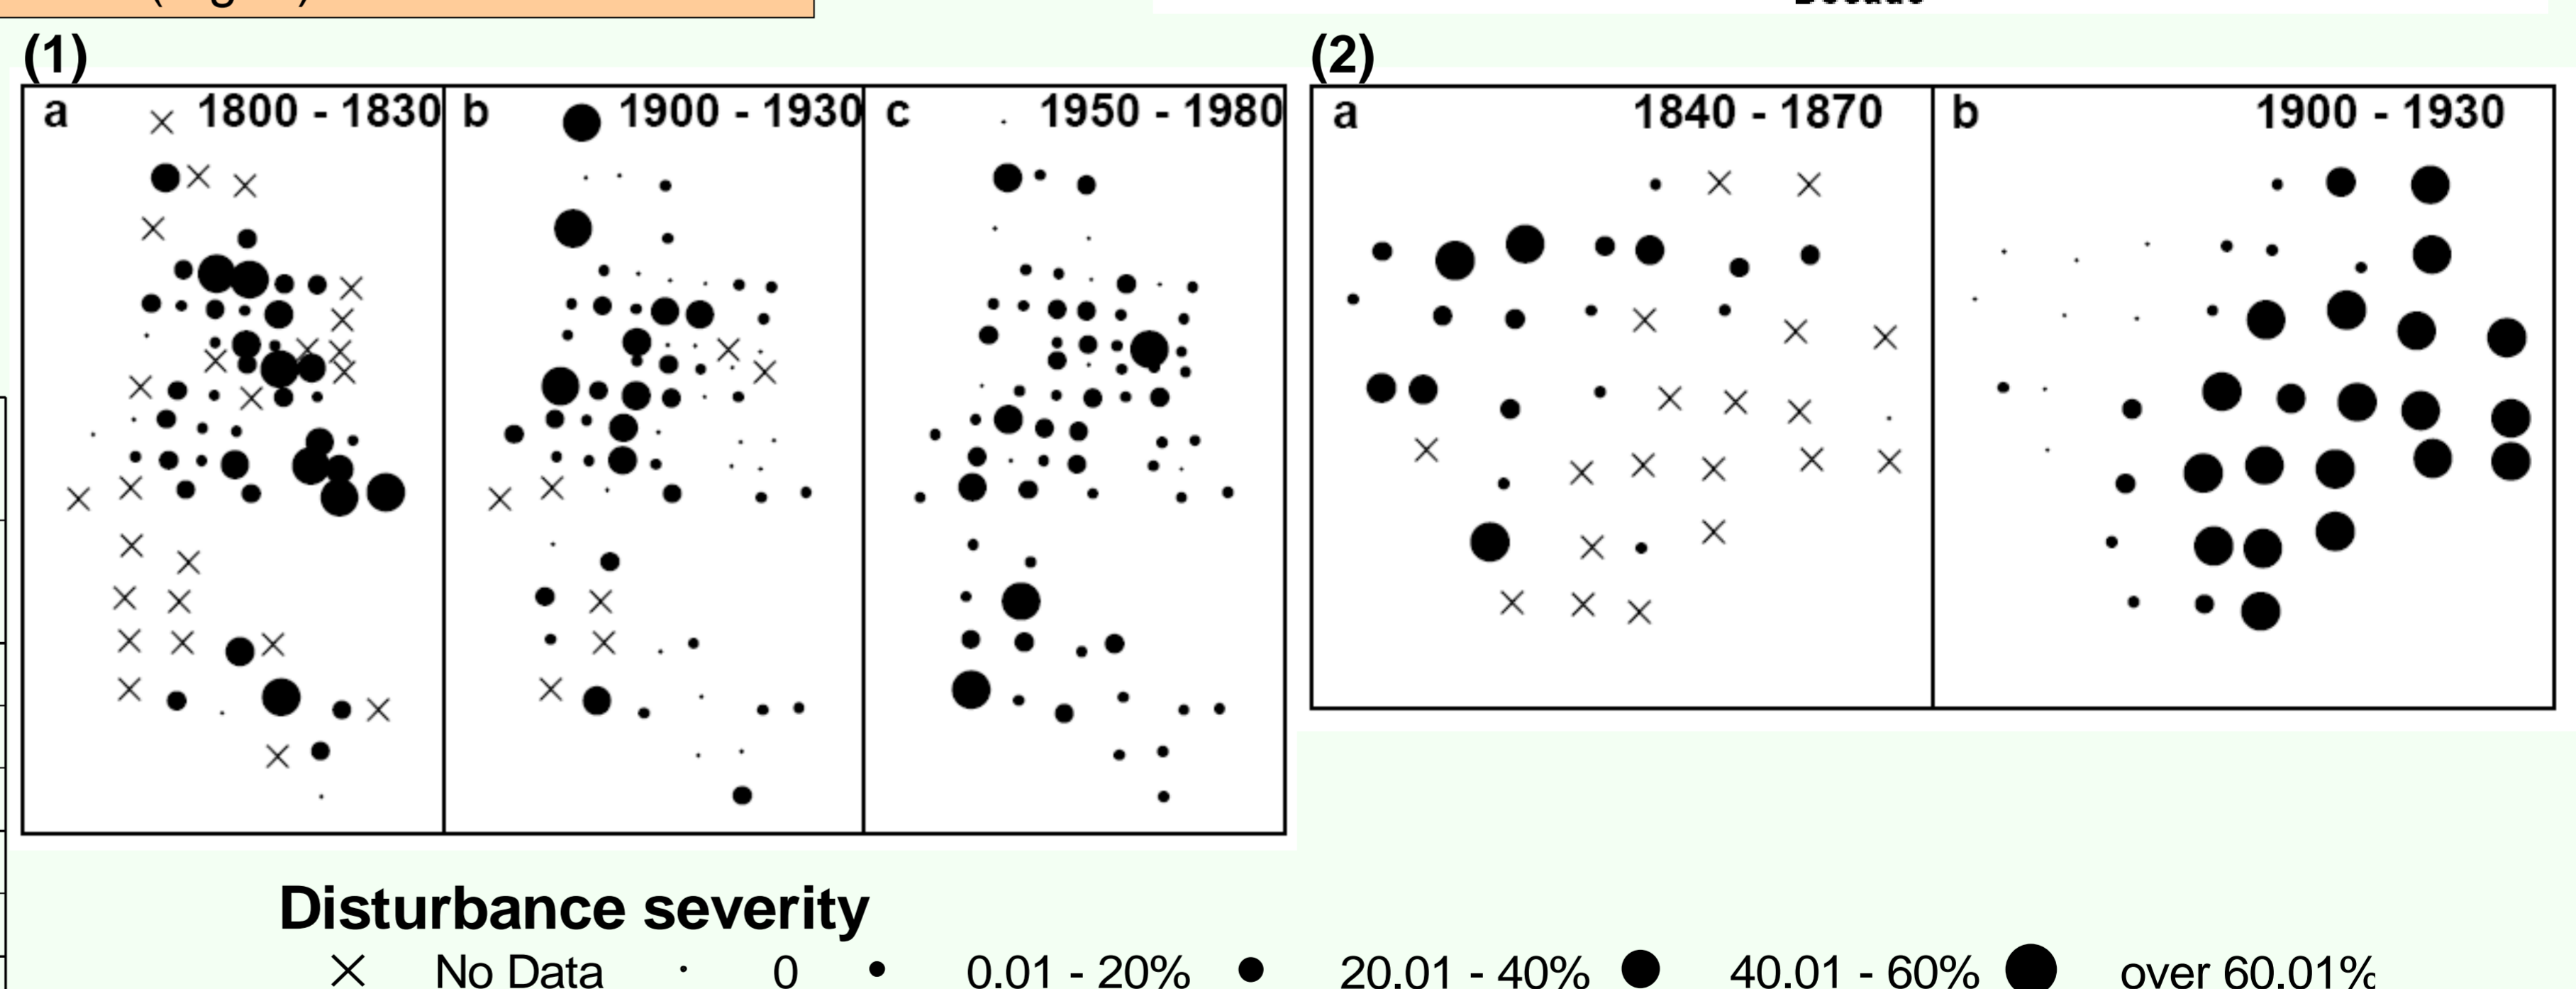 (1)
a 1800 - 1830
b 1900 - 1930
c 1950 - 1980
(2)
a 1840 - 1870
b 1900 - 1930
Disturbance severity
No Data 0 0.01 - 20% 20.01 - 40% 40.01 - 60% over 60.01%